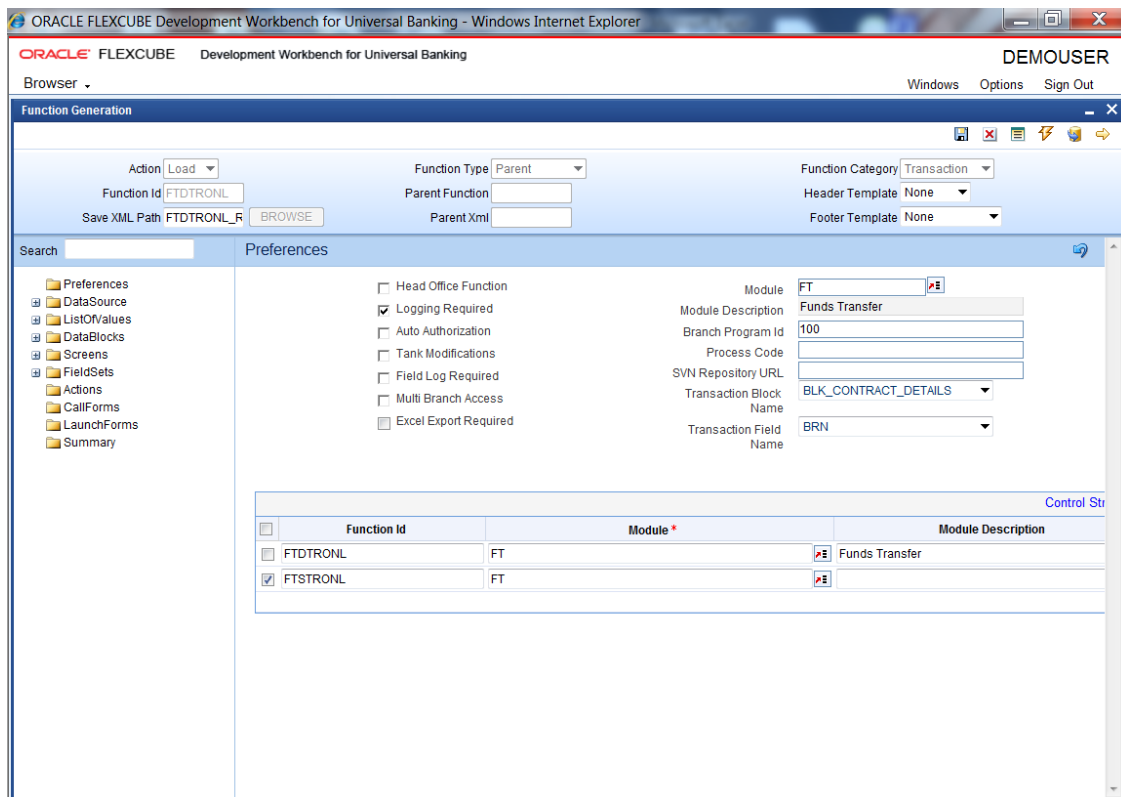 ORACLE FLEXCUBE Development Workbench for Universal Banking - Windows Internet Explorer
ORACLE FLEXCUBE Development Workbench for Universal Banking
DEMOUSER
Browser
Windows Options Sign Out
Function Generation
Action Load Function Type Parent Function Category Transaction
Function Id FTDTRONL Parent Function Header Template None
Save XML Path FTDTRONL_R BROWSE Parent Xml Footer Template None
Search Preferences
Preferences
DataSource
ListOfValues
DataBlocks
Screens
FieldSets
Actions
CallForms
LaunchForms
Summary
Head Office Function
Logging Required
Auto Authorization
Tank Modifications
Field Log Required
Multi Branch Access
Excel Export Required
Module FT
Module Description Funds Transfer
Branch Program Id 100
Process Code
SVN Repository URL
Transaction Block BLK_CONTRACT_DETAILS
Name
Transaction Field BRN
Name
Control Str
Function Id Module * Module Description
FTDTRONL FT Funds Transfer
FTSTRONL FT